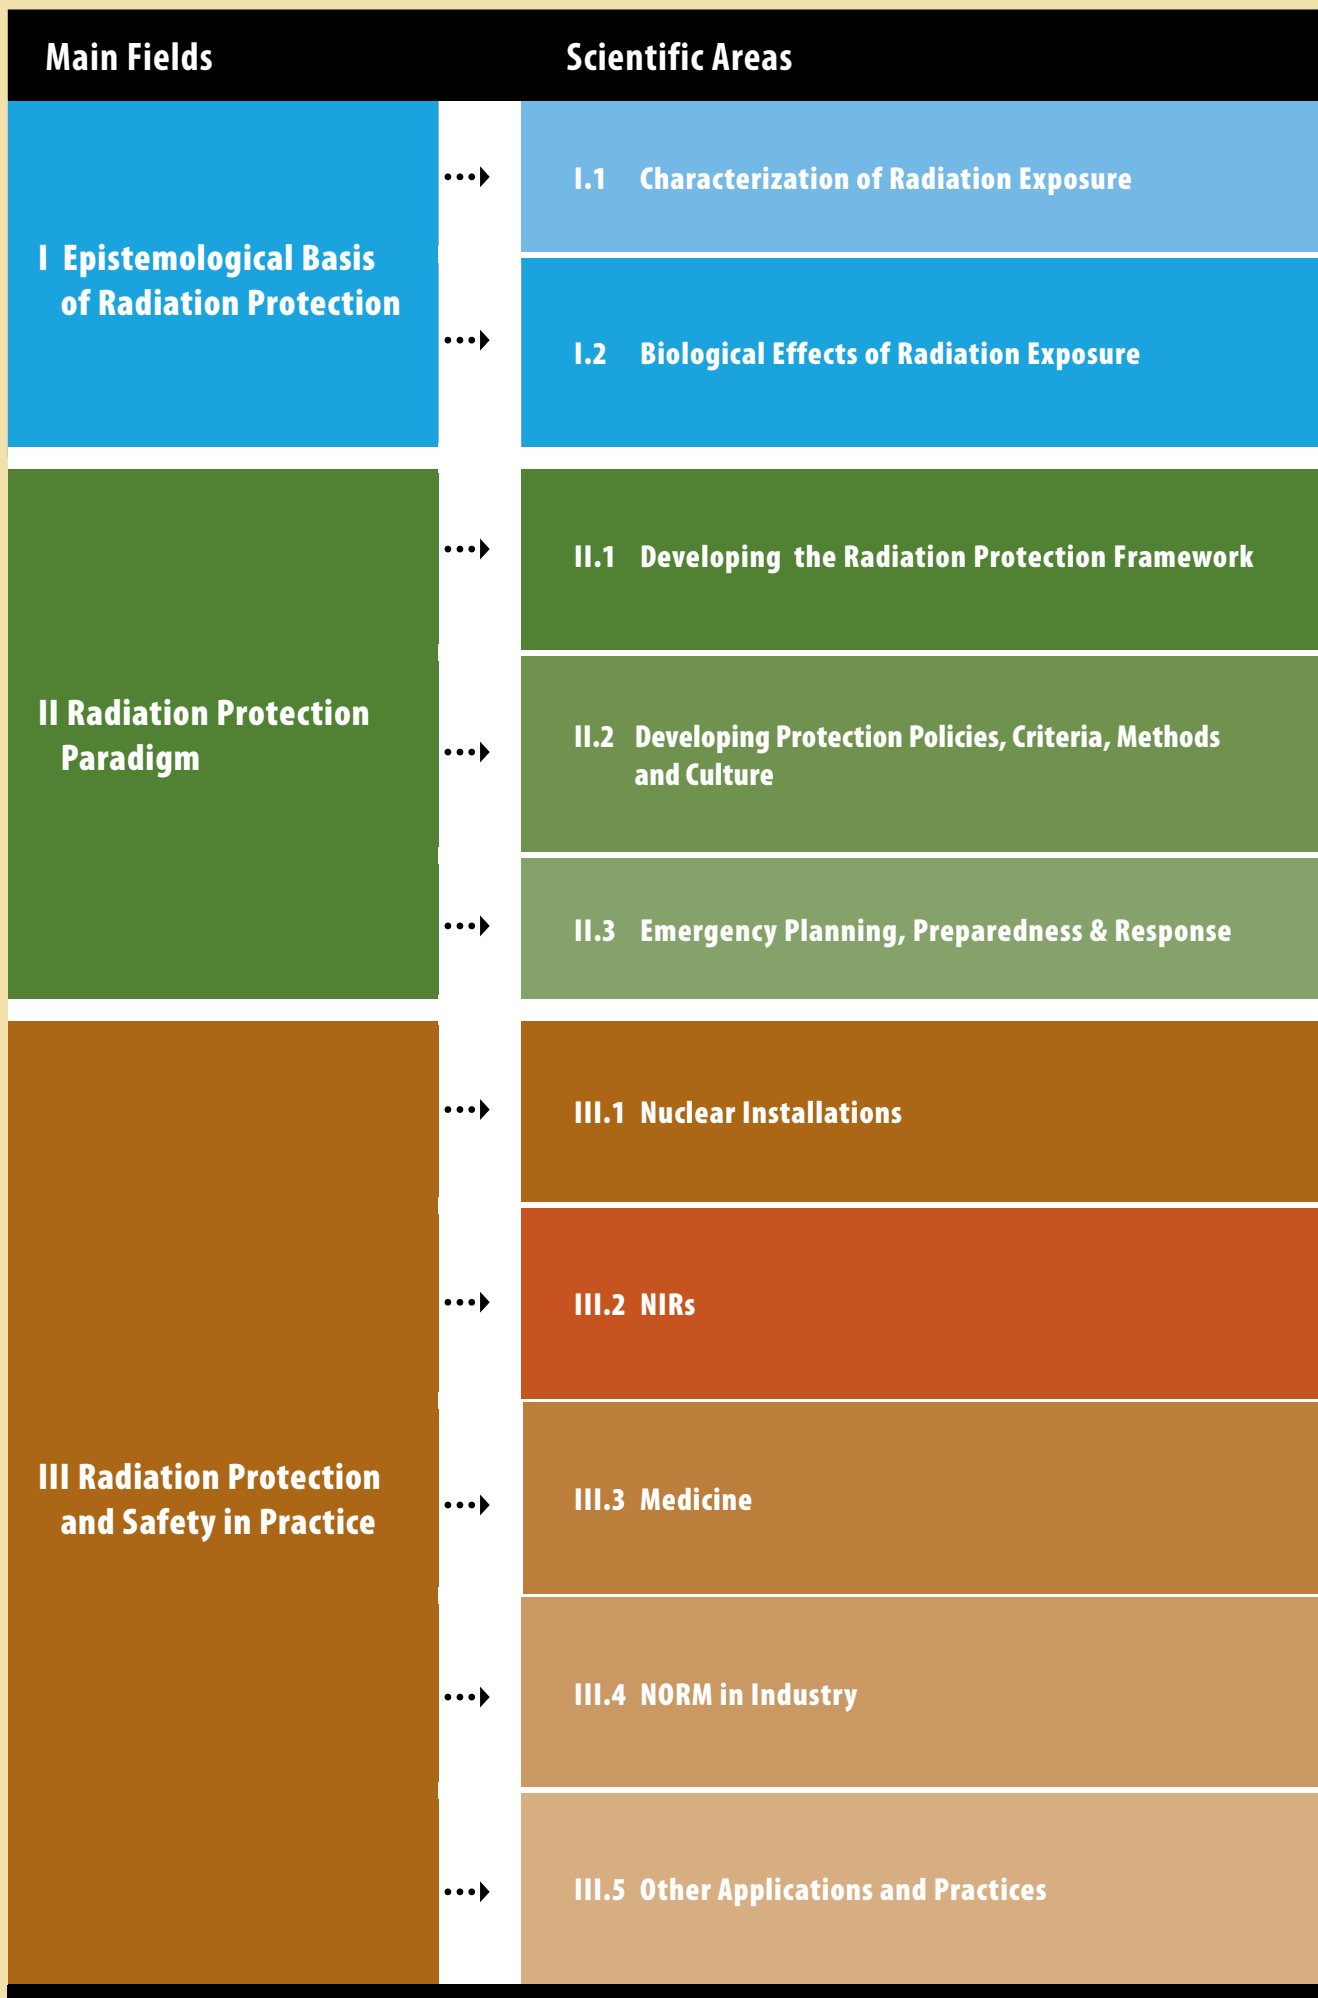 Main Fields
Scientific Areas
I Epistemological Basis
of Radiation Protection
I.1 Characterization of Radiation Exposure
I.2 Biological Effects of Radiation Exposure
II Radiation Protection
Paradigm
II.1 Developing the Radiation Protection Framework
II.2 Developing Protection Policies, Criteria, Methods
and Culture
II.3 Emergency Planning, Preparedness & Response
III Radiation Protection
and Safety in Practice
III.1 Nuclear Installations
III.2 NIRs
III.3 Medicine
III.4 NORM in Industry
III.5 Other Applications and Practices